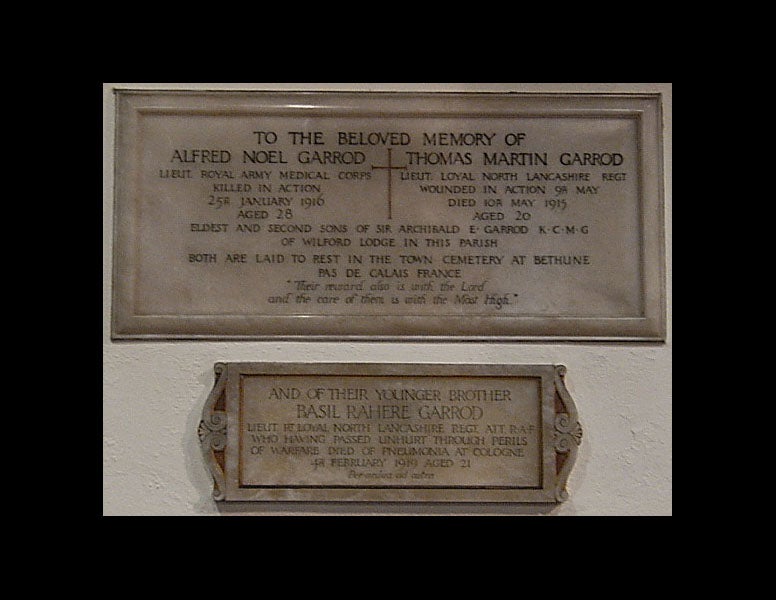 TO THE BELOVED MEMORY OF
ALFRED NOEL GARROD THOMAS MARTIN GARROD
LIEUT. ROYAL ARMY MEDICAL CORPS LIEUT. LOYAL NORTH LANCASHIRE REGT
KILLED IN ACTION WOUNDED IN ACTION 9TH MAY
25TH JANUARY 1916 DIED 10TH MAY 1915
AGED 28 AGED 20
ELDEST AND SECOND SONS OF SIR ARCHIBALD E· GARROD K·C·M·G
OF WILFORD LODGE IN THIS PARISH
BOTH ARE LAID TO REST IN THE TOWN CEMETERY AT BETHUNE
PAS DE CALAIS FRANCE
"Their reward also is with the Lord
and the care of them is with the Most High."
AND OF THEIR YOUNGER BROTHER
BASIL RAHERE GARROD
LIEUT LOYAL NORTH LANCASHIRE REGT. ATT. R·A·F
WHO HAVING PASSED UNHURT THROUGH PERILS
OF WARFARE DIED OF PNEUMONIA AT COLOGNE
4TH FEBRUARY 1919 AGED 21
Per ardua ad astra